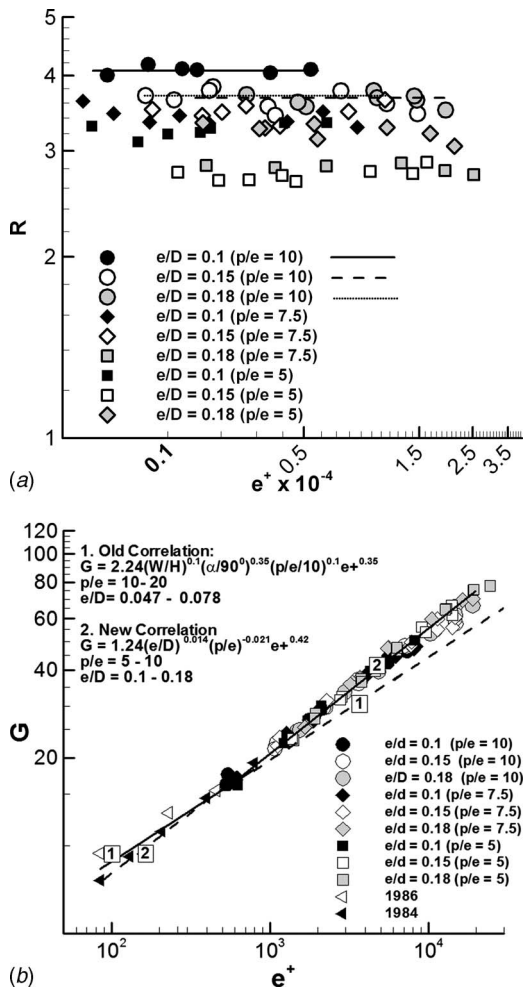 5
4
3
R
2
e/D = 0.1 (p/e = 10)
e/D = 0.15 (p/e = 10)
e/D = 0.18 (p/e = 10)
e/D = 0.1 (p/e = 7.5)
e/D = 0.15 (p/e = 7.5)
e/D = 0.18 (p/e = 7.5)
e/D = 0.1 (p/e = 5)
e/D = 0.15 (p/e = 5)
e/D = 0.18 (p/e = 5)
1
0.1 0.5 1.5 2.5 3.5
(a) e+ x 10-4
120
100
80
60
40
20
G
1. Old Correlation:
G = 2.24(W/H)0.1(α/900)0.35(p/e/10)0.1e+0.35
p/e = 10 - 20
e/D= 0.047 - 0.078
2. New Correlation
G = 1.24(e/D)0.014(p/e)-0.021e+0.42
p/e = 5 - 10
e/D = 0.1 - 0.18
2
1
1 2
e/d = 0.1 (p/e = 10)
e/d = 0.15 (p/e = 10)
e/D = 0.18 (p/e = 10)
e/d = 0.1 (p/e = 7.5)
e/d = 0.15 (p/e = 7.5)
e/d = 0.18 (p/e = 7.5)
e/d = 0.1 (p/e = 5)
e/d = 0.15 (p/e = 5)
e/d = 0.18 (p/e = 5)
1986
1984
102 103 104
(b) e+